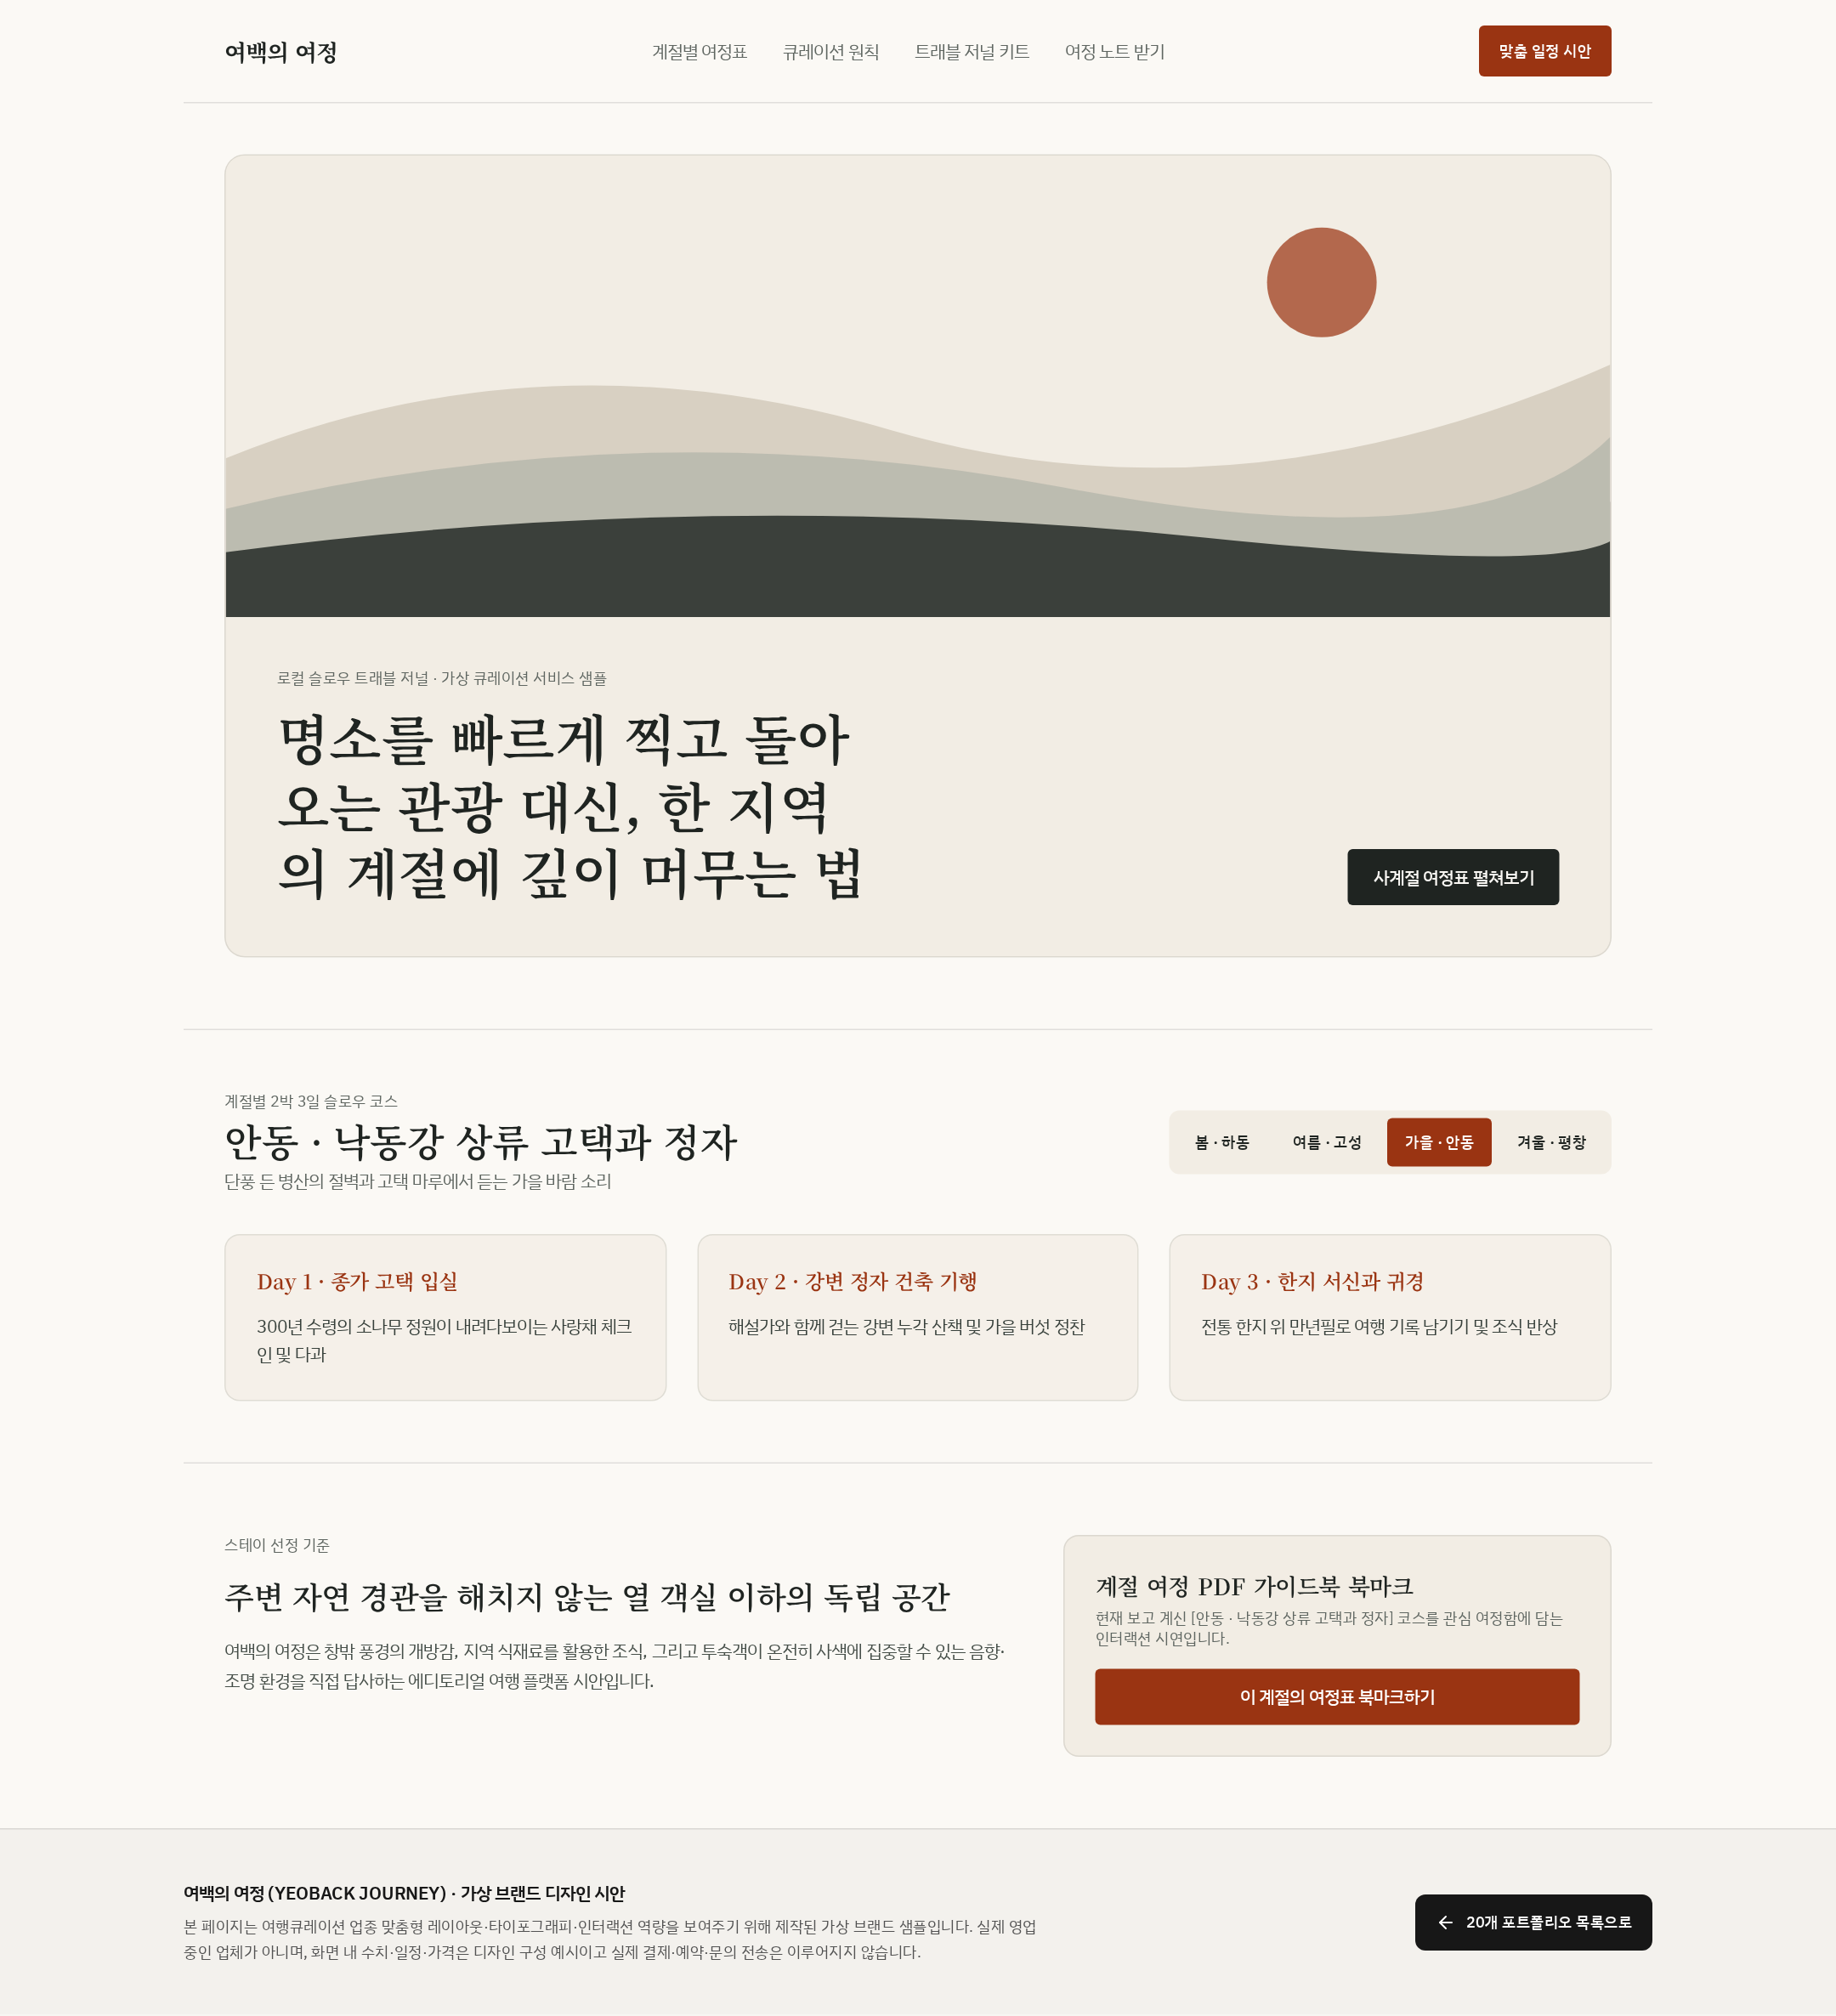 여백의 여정
계절별 여정표
큐레이션 원칙
트래블 저널 키트
여정 노트 받기
맞춤 일정 시안
로컬 슬로우 트래블 저널 · 가상 큐레이션 서비스 샘플
명소를 빠르게 찍고 돌아
오는 관광 대신, 한 지역
의 계절에 깊이 머무는 법
사계절 여정표 펼쳐보기
계절별 2박 3일 슬로우 코스
안동 · 낙동강 상류 고택과 정자
단풍 든 병산의 절벽과 고택 마루에서 듣는 가을 바람 소리
봄 · 하동
여름 · 고성
가을 · 안동
겨울 · 평창
Day 1 · 종가 고택 입실
300년 수령의 소나무 정원이 내려다보이는 사랑채 체크
인 및 다과
Day 2 · 강변 정자 건축 기행
해설가와 함께 걷는 강변 누각 산책 및 가을 버섯 정찬
Day 3 · 한지 서신과 귀경
전통 한지 위 만년필로 여행 기록 남기기 및 조식 반상
스테이 선정 기준
주변 자연 경관을 해치지 않는 열 객실 이하의 독립 공간
여백의 여정은 창밖 풍경의 개방감, 지역 식재료를 활용한 조식, 그리고 투숙객이 온전히 사색에 집중할 수 있는 음향·
조명 환경을 직접 답사하는 에디토리얼 여행 플랫폼 시안입니다.
계절 여정 PDF 가이드북 북마크
현재 보고 계신 [안동 · 낙동강 상류 고택과 정자] 코스를 관심 여정함에 담는
인터랙션 시연입니다.
이 계절의 여정표 북마크하기
여백의 여정 (YEOBACK JOURNEY) · 가상 브랜드 디자인 시안
본 페이지는 여행큐레이션 업종 맞춤형 레이아웃·타이포그래피·인터랙션 역량을 보여주기 위해 제작된 가상 브랜드 샘플입니다. 실제 영업
중인 업체가 아니며, 화면 내 수치·일정·가격은 디자인 구성 예시이고 실제 결제·예약·문의 전송은 이루어지지 않습니다.
← 20개 포트폴리오 목록으로